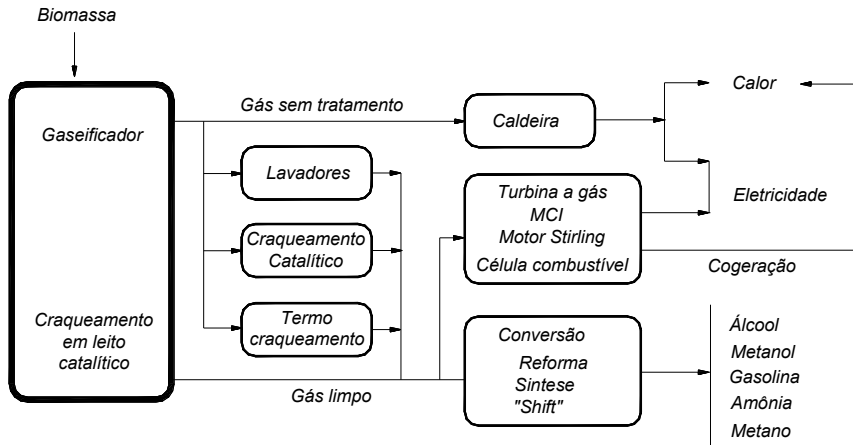 Biomassa
Gaseificador
Craqueamento
em leito
catalítico
Gás sem tratamento
Lavadores
Craqueamento
Catalítico
Termo
craqueamento
Gás limpo
Caldeira
Turbina a gás
MCI
Motor Stirling
Célula combustível
Conversão
Reforma
Sintese
"Shift"
Calor
Eletricidade
Cogeração
Álcool
Metanol
Gasolina
Amônia
Metano